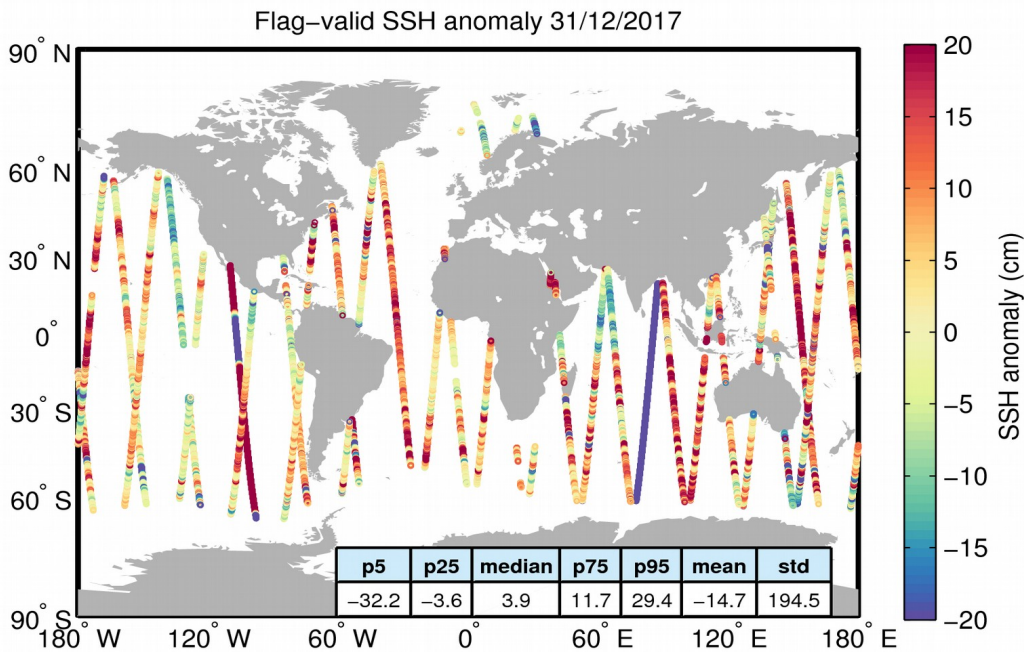 Flag−valid SSH anomaly 31/12/2017
90° N
60° N
30° N
0°
30° S
60° S
90° S
180° W
120° W
60° W
0°
60° E
120° E
180° E
p5 p25 median p75 p95 mean std
−32.2 −3.6 3.9 11.7 29.4 −14.7 194.5
20
15
10
5
0
−5
−10
−15
−20
SSH anomaly (cm)